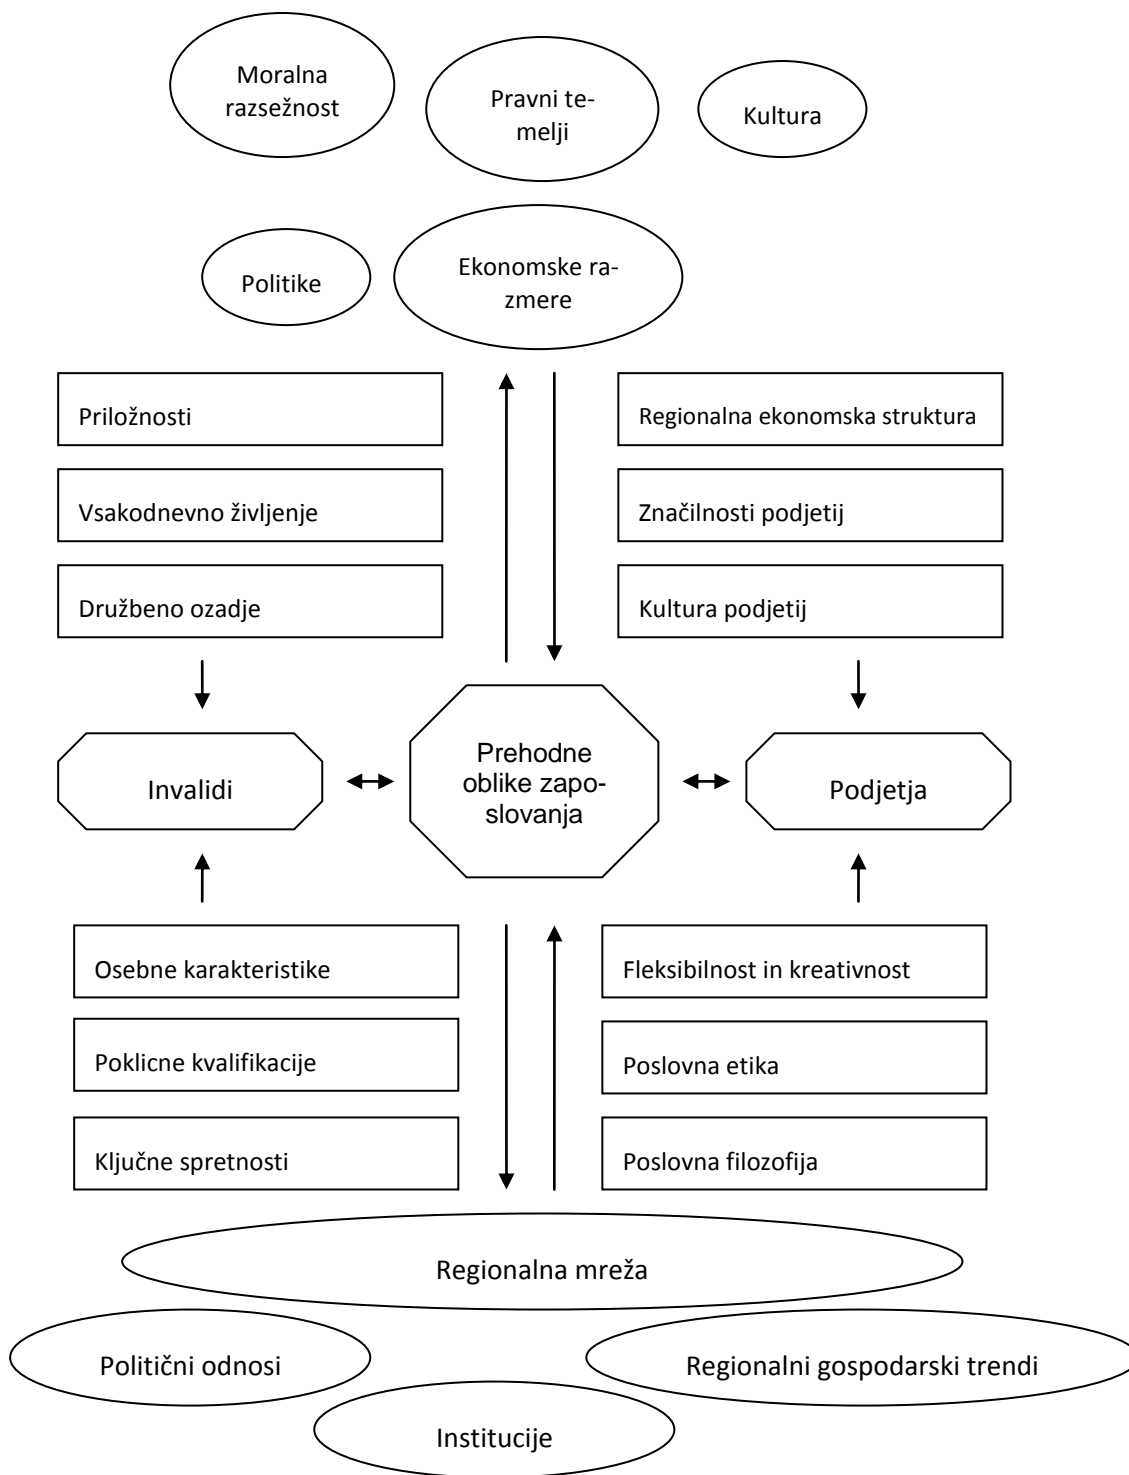 Moralna
razsežnost
Pravni te-
melji
Kultura
Politike
Ekonomske ra-
zmere
Priložnosti
Regionalna ekonomska struktura
Vsakodnevno življenje
Značilnosti podjetij
Družbeno ozadje
Kultura podjetij
Invalidi
Prehodne
oblike zapo-
slovanja
Podjetja
Osebne karakteristike
Fleksibilnost in kreativnost
Poklicne kvalifikacije
Poslovna etika
Ključne spretnosti
Poslovna filozofija
Regionalna mreža
Politični odnosi
Regionalni gospodarski trendi
Institucije